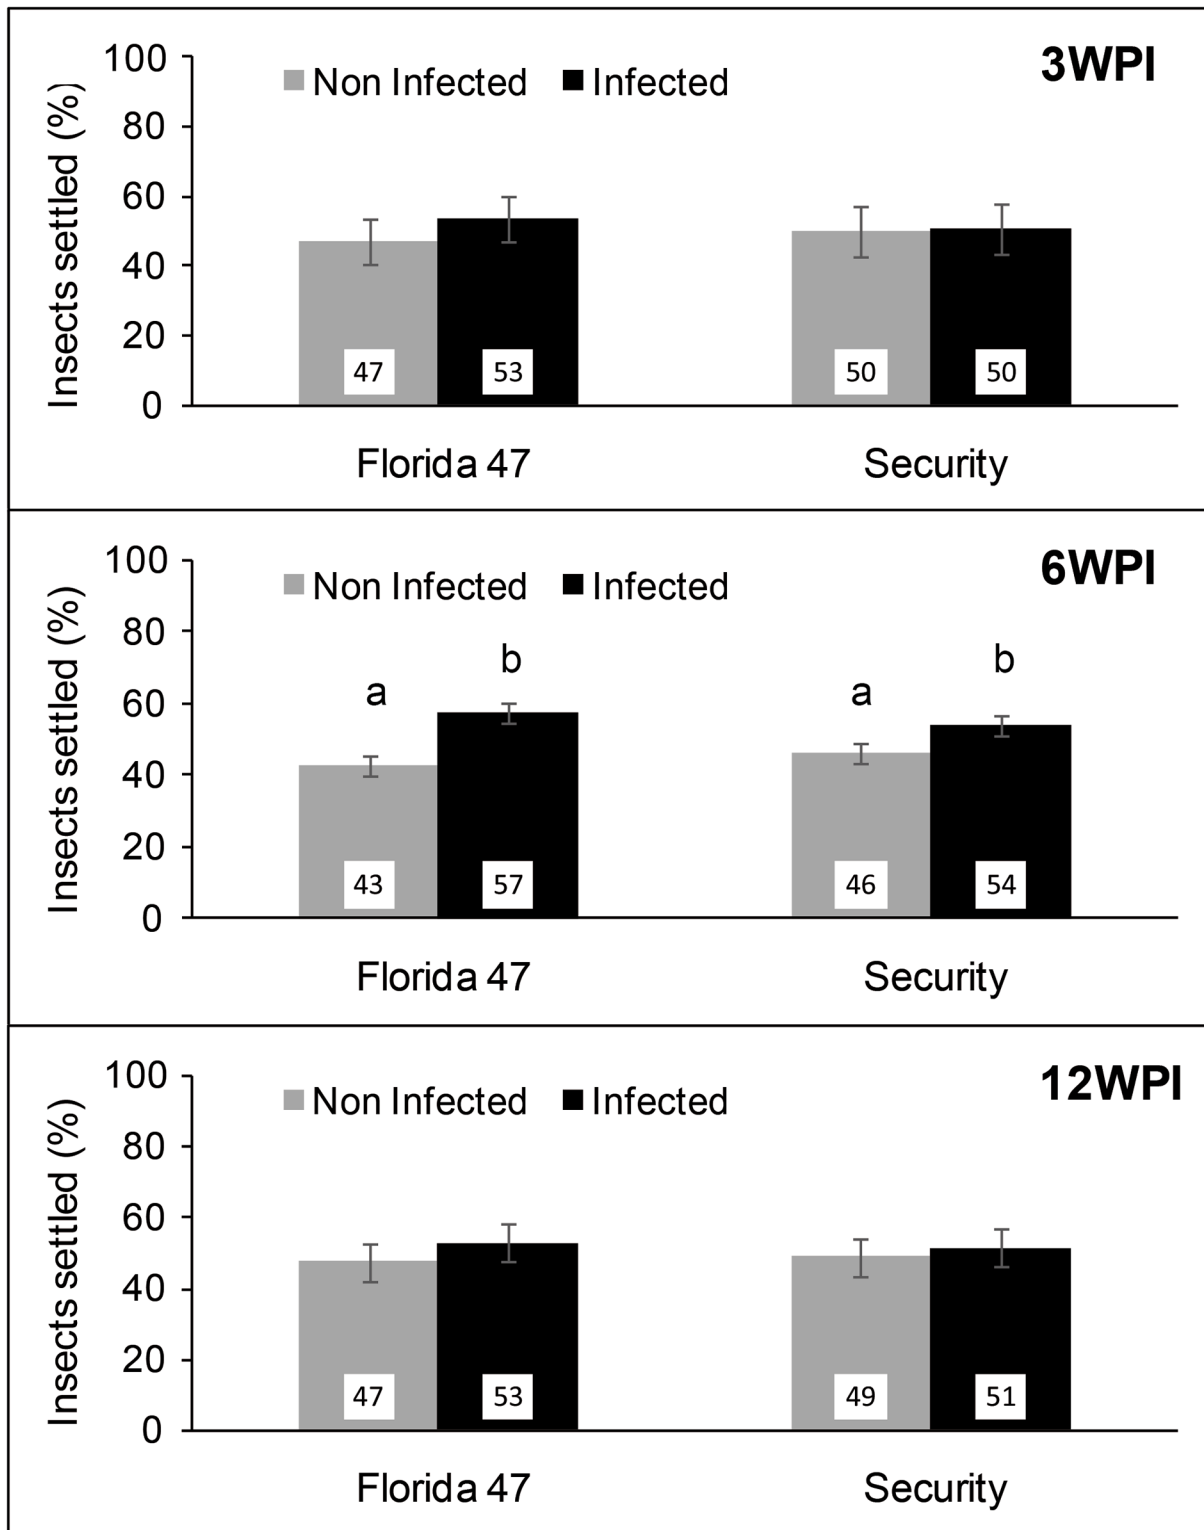 3WPI
Non Infected Infected
Insects settled (%)
100
80
60
40
20
0
47 53 50 50
Florida 47 Security
6WPI
Non Infected Infected
Insects settled (%)
100
80
60
40
20
0
a b a b
43 57 46 54
Florida 47 Security
12WPI
Non Infected Infected
Insects settled (%)
100
80
60
40
20
0
47 53 49 51
Florida 47 Security